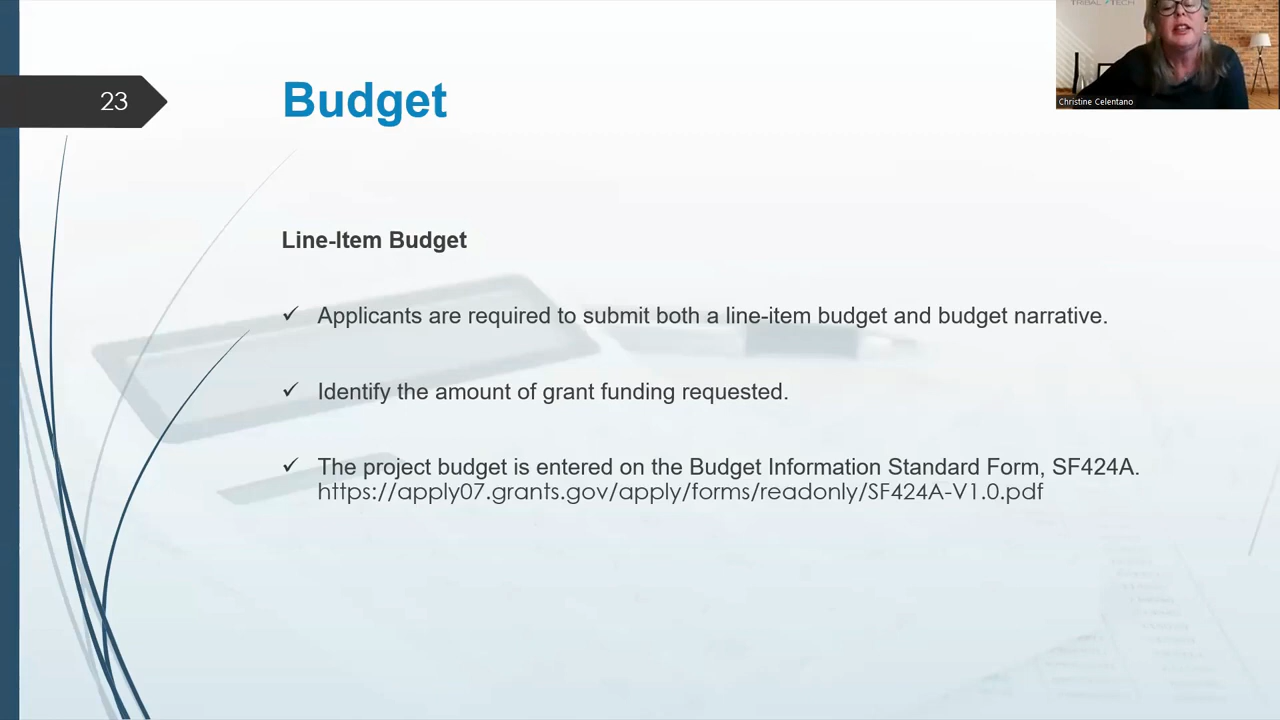 TRIBAL TECH
Christine Celentano
23
Budget
Line-Item Budget
✓ Applicants are required to submit both a line-item budget and budget narrative.
✓ Identify the amount of grant funding requested.
✓ The project budget is entered on the Budget Information Standard Form, SF424A.
https://apply07.grants.gov/apply/forms/readonly/SF424A-V1.0.pdf